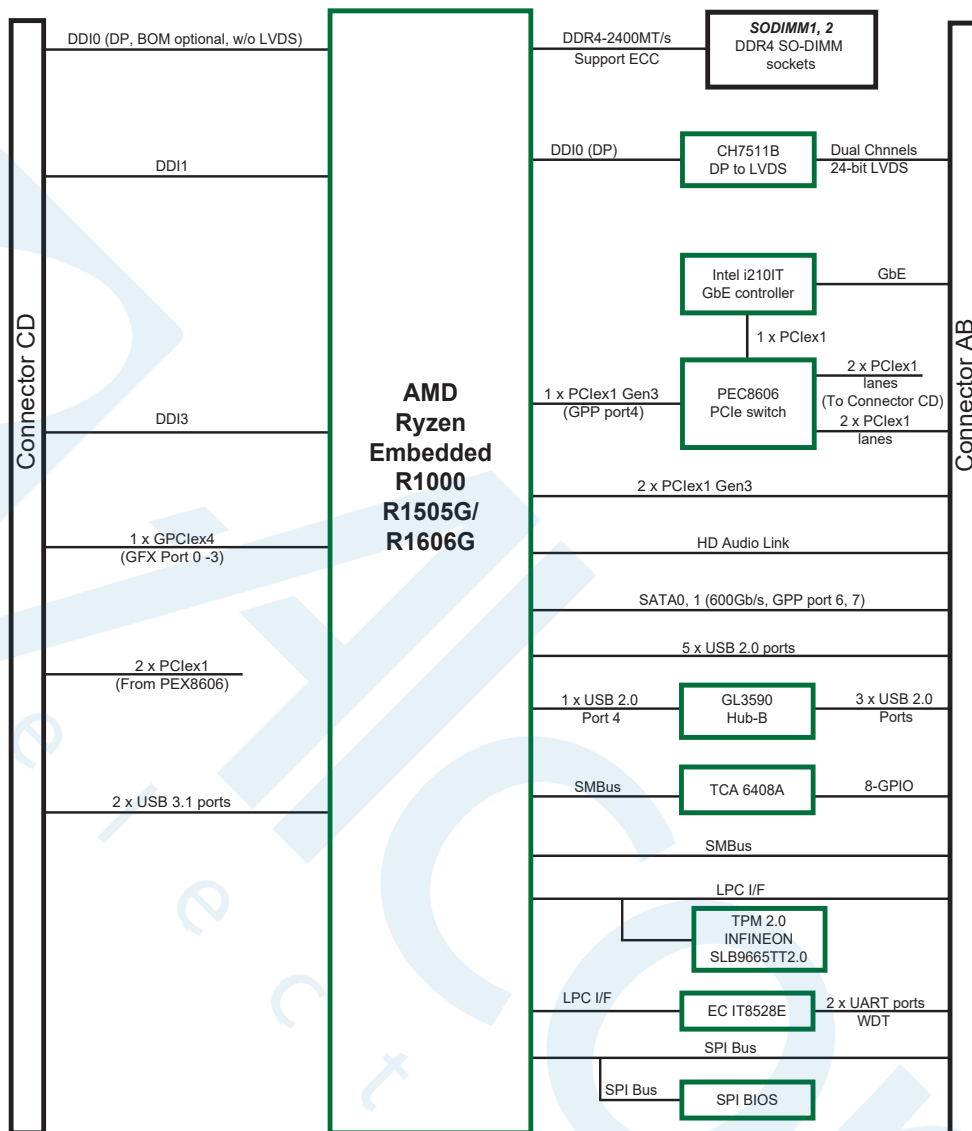 Connector CD
DDI0 (DP, BOM optional, w/o LVDS)
DDI1
DDI3
1 x GPCIex4
(GFX Port 0 -3)
2 x PCIex1
(From PEX8606)
2 x USB 3.1 ports
AMD
Ryzen
Embedded
R1000
R1505G/
R1606G
DDR4-2400MT/s
Support ECC
SODIMM1, 2
DDR4 SO-DIMM
sockets
DDI0 (DP)
CH7511B
DP to LVDS
Dual Chnnels
24-bit LVDS
Intel i210IT
GbE controller
GbE
1 x PCIex1
1 x PCIex1 Gen3
(GPP port4)
PEC8606
PCIe switch
2 x PCIex1
lanes
(To Connector CD)
2 x PCIex1
lanes
2 x PCIex1 Gen3
HD Audio Link
SATA0, 1 (600Gb/s, GPP port 6, 7)
5 x USB 2.0 ports
1 x USB 2.0
Port 4
GL3590
Hub-B
3 x USB 2.0
Ports
SMBus
TCA 6408A
8-GPIO
SMBus
LPC I/F
TPM 2.0
INFINEON
SLB9665TT2.0
LPC I/F
EC IT8528E
2 x UART ports
WDT
SPI Bus
SPI Bus
SPI BIOS
Connector AB